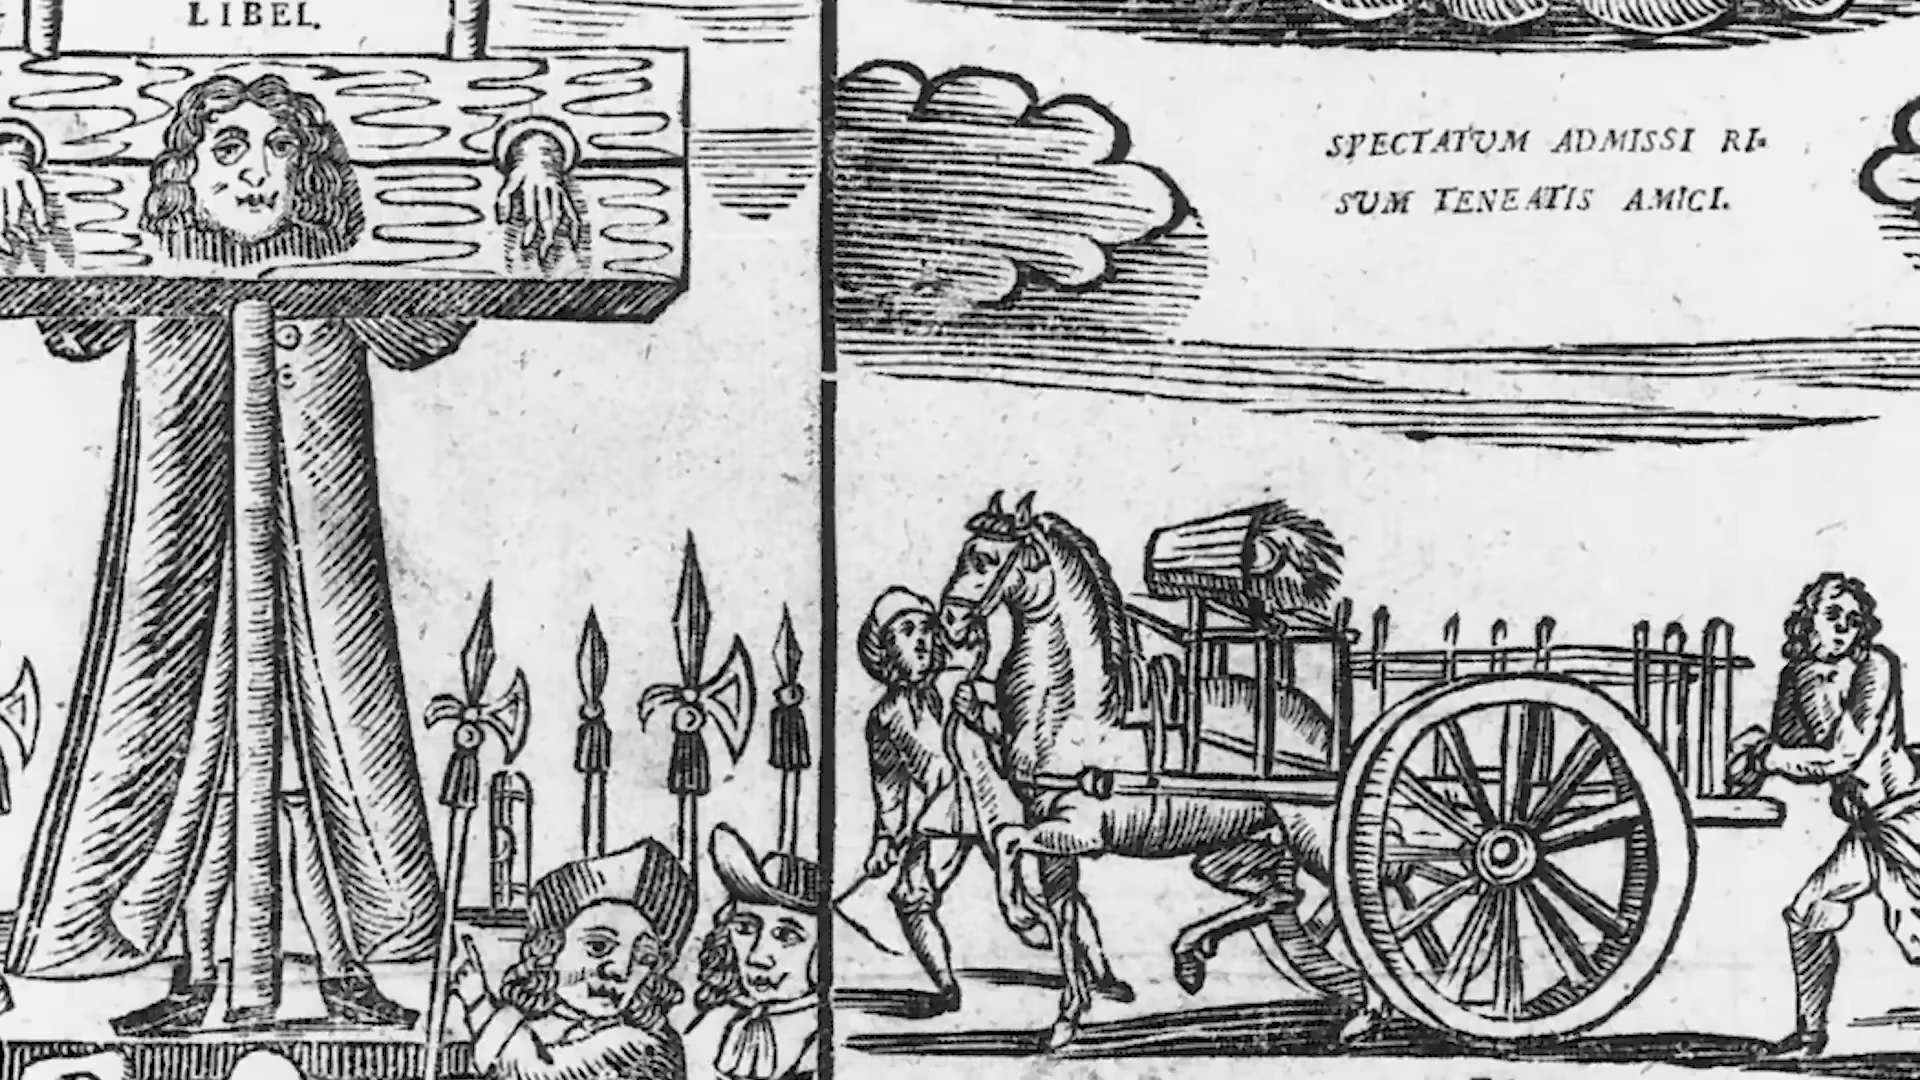 LIBEL.
SPECTATUM ADMISSI RI-
SUM TENEATIS AMICI.